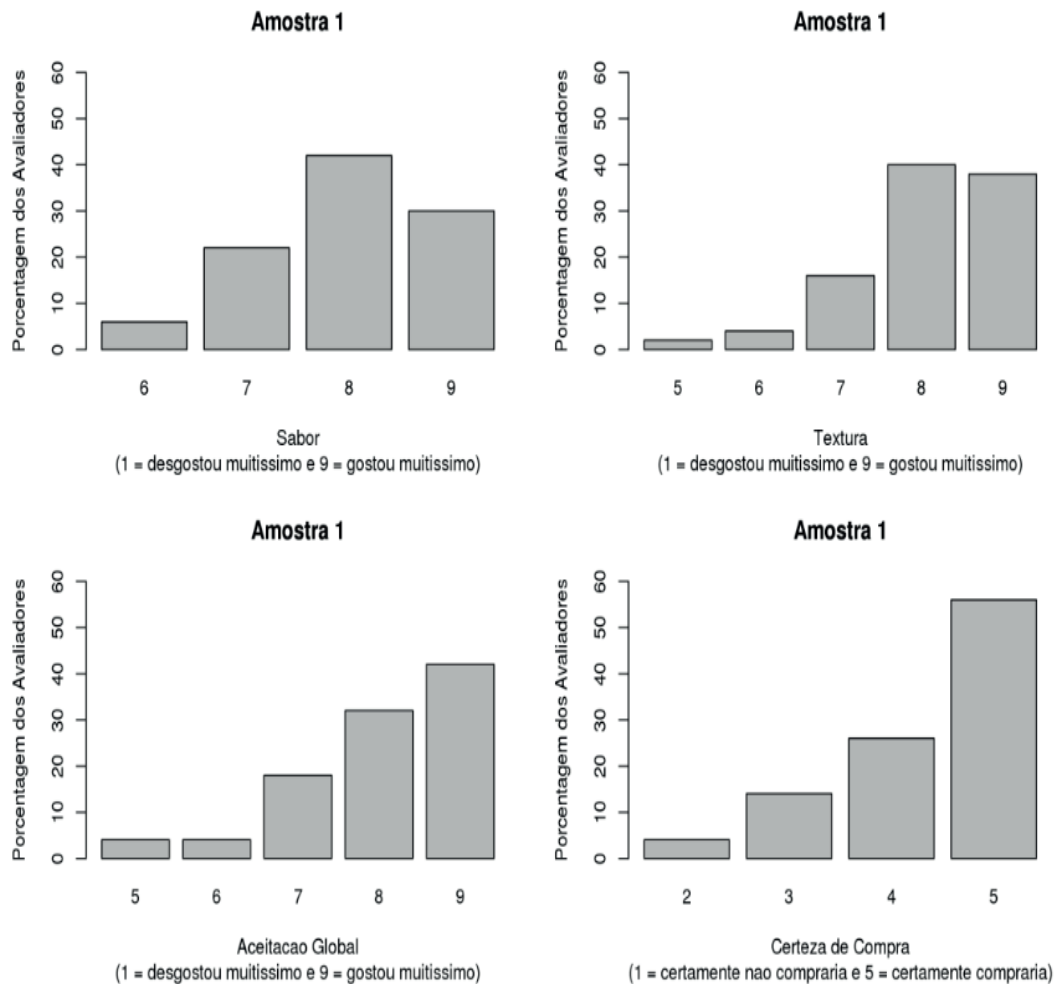 Amostra 1
Porcentagem dos Avaliadores
60
50
40
30
20
10
0
6 7 8 9
Sabor
(1 = desgostou muitissimo e 9 = gostou muitissimo)
Amostra 1
Porcentagem dos Avaliadores
60
50
40
30
20
10
0
5 6 7 8 9
Textura
(1 = desgostou muitissimo e 9 = gostou muitissimo)
Amostra 1
Porcentagem dos Avaliadores
60
50
40
30
20
10
0
5 6 7 8 9
Aceitacao Global
(1 = desgostou muitissimo e 9 = gostou muitissimo)
Amostra 1
Porcentagem dos Avaliadores
60
50
40
30
20
10
0
2 3 4 5
Certeza de Compra
(1 = certamente nao compraria e 5 = certamente compraria)